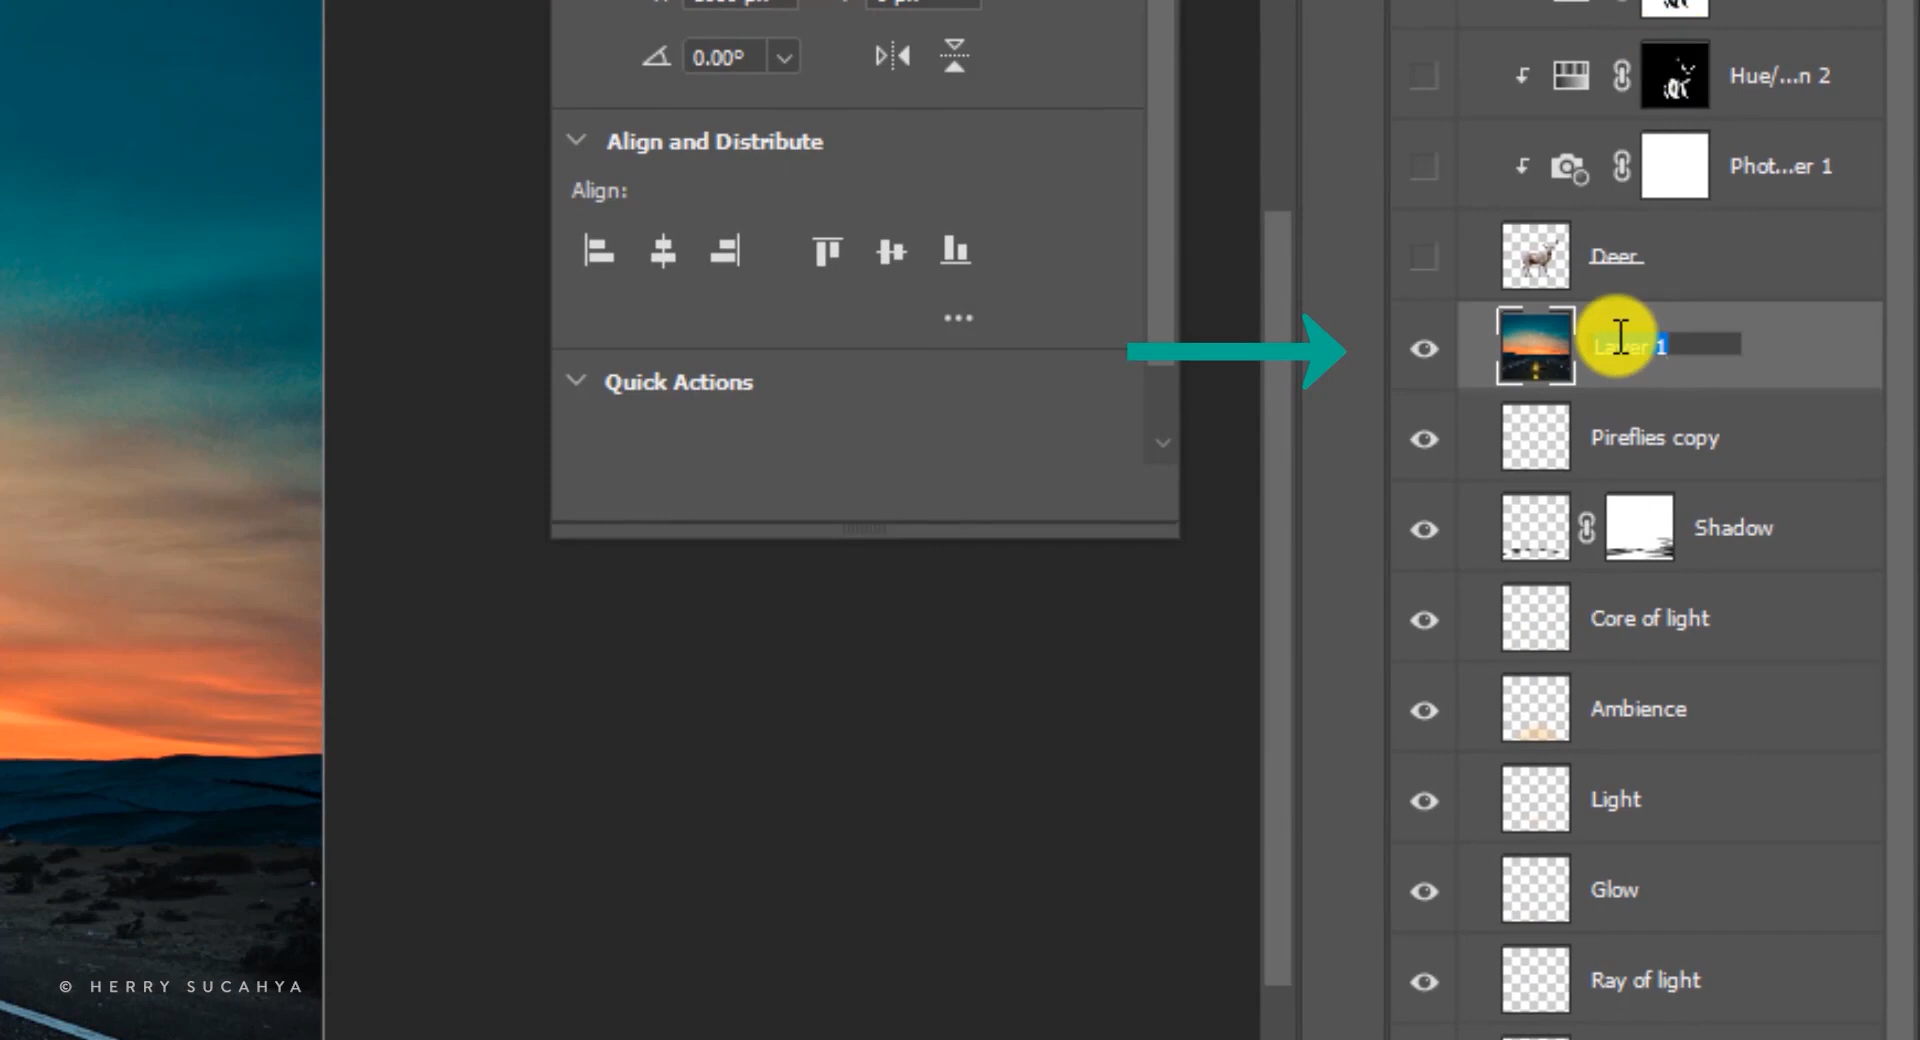 0.00º
Align and Distribute
Align:
Quick Actions
Hue/...n 2
Phot...er 1
Deer
Layer 1
Pireflies copy
Shadow
Core of light
Ambience
Light
Glow
Ray of light
© HERRY SUCAHYA